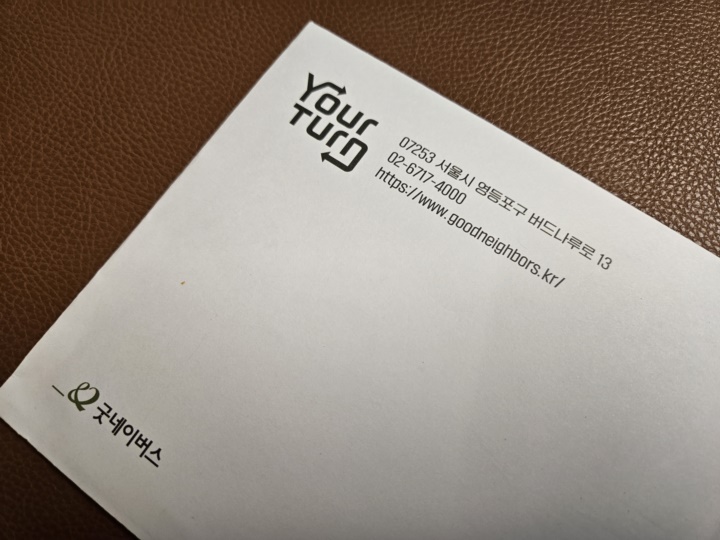 Your
Turn
07253 서울시 영등포구 버드나루로 13
02-6717-4000
https://www.goodneighbors.kr/
굿네이버스